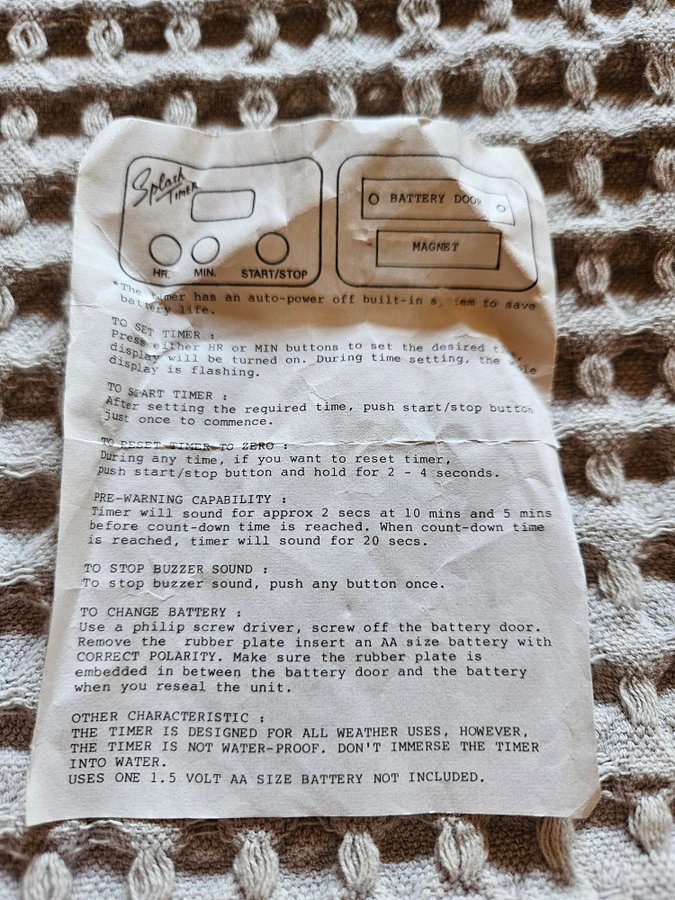 Splash
TIMER
HR. MIN. START/STOP
BATTERY DOOR
MAGNET
*The timer has an auto-power off built-in to save
battery life.
TO SET TIMER :
Press either HR or MIN buttons to set the desired
display will be turned on. During time setting, the
display is flashing.
TO START TIMER :
After setting the required time, push start/stop button
just once to commence.
TO RESET TIMER TO ZERO :
During any time, if you want to reset timer,
push start/stop button and hold for 2 - 4 seconds.
PRE-WARNING CAPABILITY :
Timer will sound for approx 2 secs at 10 mins and 5 mins
before count-down time is reached. When count-down time
is reached, timer will sound for 20 secs.
TO STOP BUZZER SOUND :
To stop buzzer sound, push any button once.
TO CHANGE BATTERY :
Use a philip screw driver, screw off the battery door.
Remove the rubber plate insert an AA size battery with
CORRECT POLARITY. Make sure the rubber plate is
embedded in between the battery door and the battery
when you reseal the unit.
OTHER CHARACTERISTIC :
THE TIMER IS DESIGNED FOR ALL WEATHER USES, HOWEVER,
THE TIMER IS NOT WATER-PROOF. DON'T IMMERSE THE TIMER
INTO WATER.
USES ONE 1.5 VOLT AA SIZE BATTERY NOT INCLUDED.